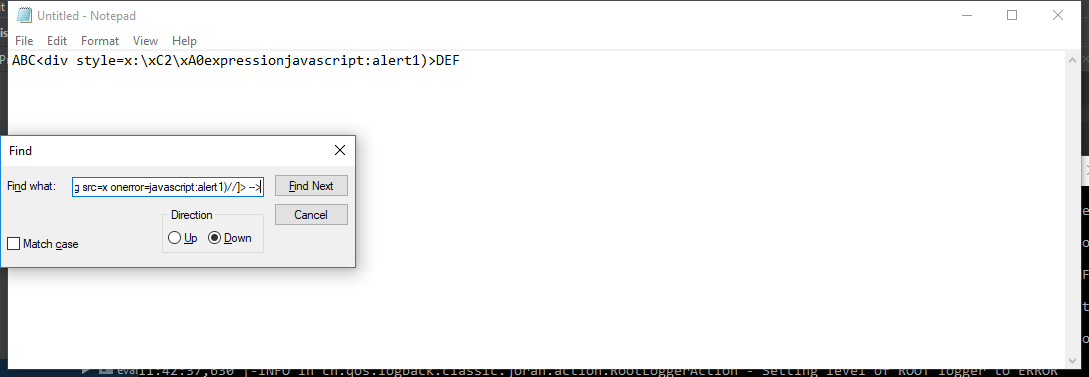 Untitled - Notepad
File Edit Format View Help
ABC<div style=x:\xC2\xA0expressionjavascript:alert1)>DEF
Find
Find what: g src=x onerror=javascript:alert1)//]> --> Find Next
Direction Cancel
Up Down
Match case
11:42:37,630 |-INFO in ch.qos.logback.classic.joran.action.RootLoggerAction - Setting level of ROOT logger to ERROR